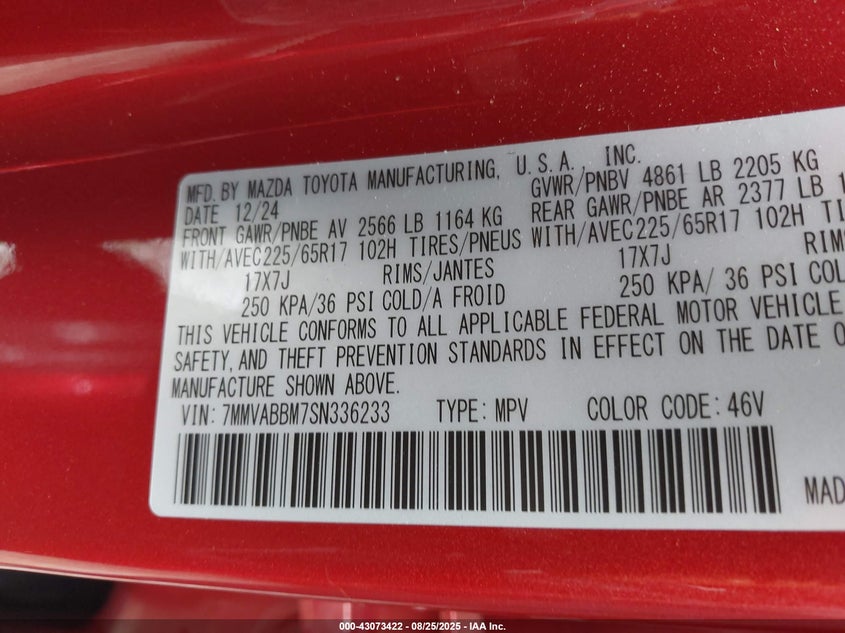 MFD. BY MAZDA TOYOTA MANUFACTURING, U.S.A. INC.
DATE 12/24 GVWR/PNBV 4861 LB 2205 KG
FRONT GAWR/PNBE AV 2566 LB 1164 KG REAR GAWR/PNBE AR 2377 LB
WITH/AVEC225/65R17 102H TIRES/PNEUS WITH/AVEC225/65R17 102H
17X7J RIMS/JANTES 17X7J
250 KPA/36 PSI COLD/A FROID 250 KPA/ 36 PSI
THIS VEHICLE CONFORMS TO ALL APPLICABLE FEDERAL MOTOR VEHICLE
SAFETY, AND THEFT PREVENTION STANDARDS IN EFFECT ON THE DATE
MANUFACTURE SHOWN ABOVE.
VIN: 7MMVABBM7SN336233 TYPE: MPV COLOR CODE: 46V
000-43073422 - 08/25/2025 - IAA Inc.